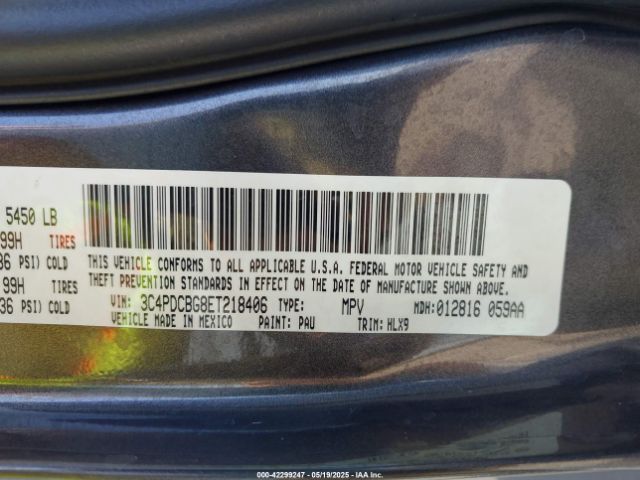 5450 LB
99H TIRES
36 PSI) COLD
99H TIRES
36 PSI) COLD
THIS VEHICLE CONFORMS TO ALL APPLICABLE U.S.A. FEDERAL MOTOR VEHICLE SAFETY AND
THEFT PREVENTION STANDARDS IN EFFECT ON THE DATE OF MANUFACTURE SHOWN ABOVE.
VIN: 3C4PDCBG8ET218406 TYPE: MPV MDH:012816 059AA
VEHICLE MADE IN MEXICO PAINT: PAU TRIM: HLX9
000-42299247 - 05/19/2025 - IAA Inc.